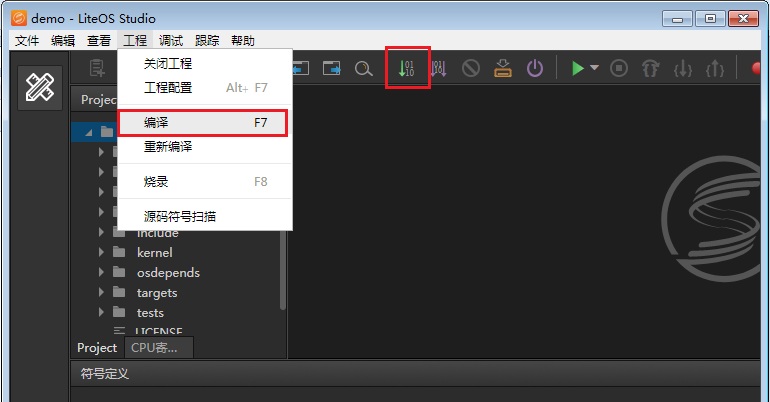 demo - LiteOS Studio
文件 编辑 查看 工程 调试 跟踪 帮助
关闭工程
工程配置 Alt+ F7
编译 F7
重新编译
烧录 F8
源码符号扫描
Projec
include
kernel
osdepends
targets
tests
LICENSE
Project CPU寄...
符号定义